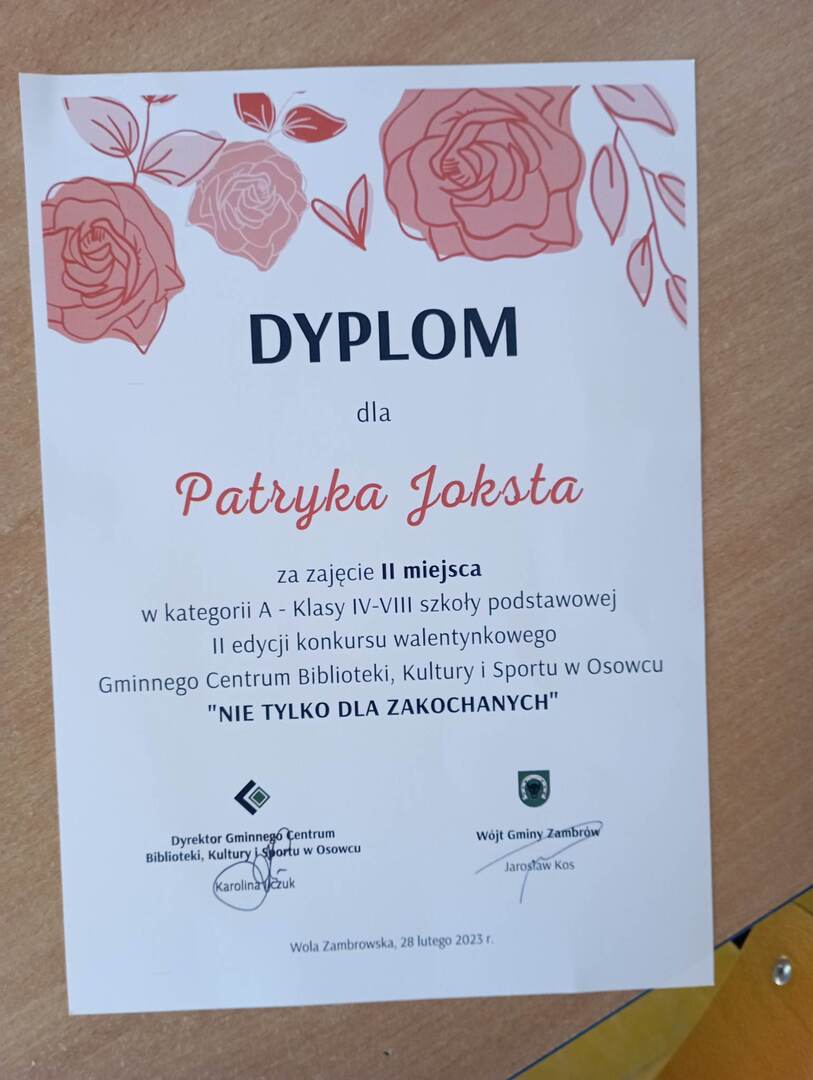 DYPLOM
dla
Patryka Joksta
za zajęcie II miejsca
w kategorii A - Klasy IV-VIII szkoły podstawowej
II edycji konkursu walentynkowego
Gminnego Centrum Biblioteki, Kultury i Sportu w Osowcu
"NIE TYLKO DLA ZAKOCHANYCH"
Dyrektor Gminnego Centrum
Biblioteki, Kultury i Sportu w Osowcu
Karolina
Wójt Gminy Zambrów
Jarosław Kos
Wola Zambrowska, 28 lutego 2023 r.